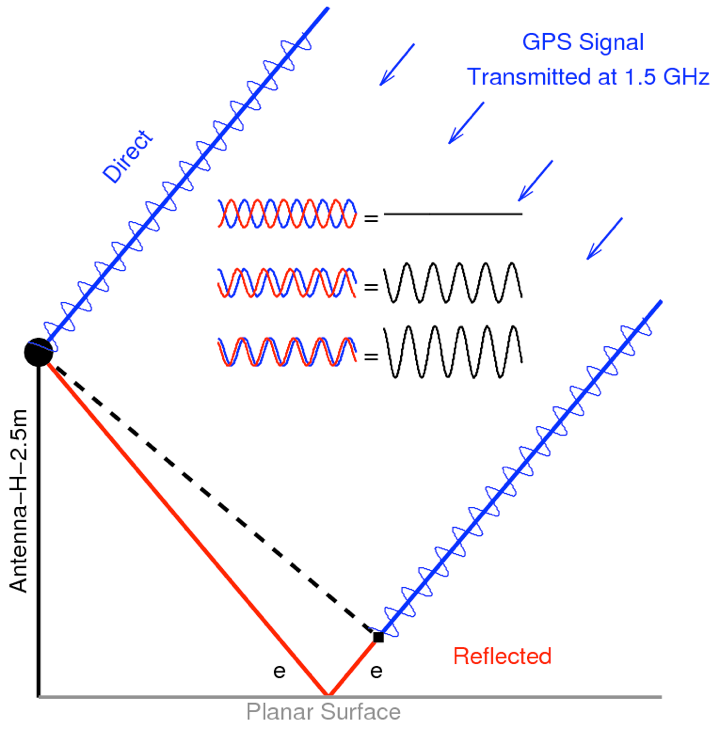 GPS Signal
Transmitted at 1.5 GHz
Direct
=
=
=
Antenna–H–2.5m
e e
Reflected
Planar Surface